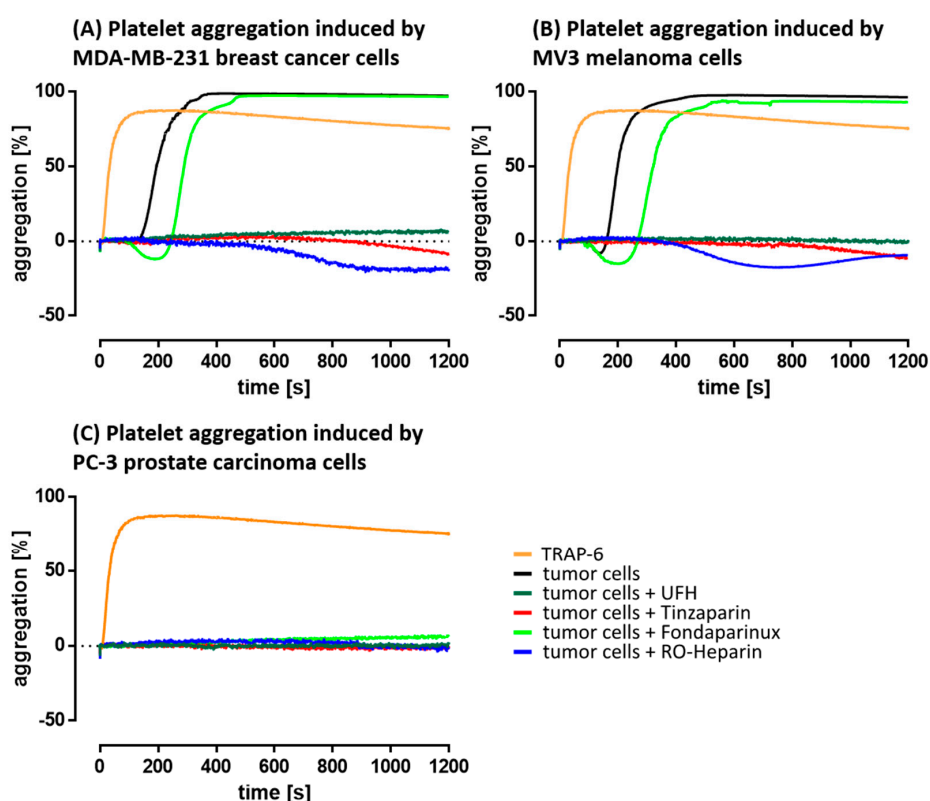 (A) Platelet aggregation induced by
MDA-MB-231 breast cancer cells
100
50
0
-50
aggregation [%]
0 200 400 600 800 1000 1200
time [s]
(B) Platelet aggregation induced by
MV3 melanoma cells
100
50
0
-50
aggregation [%]
0 200 400 600 800 1000 1200
time [s]
(C) Platelet aggregation induced by
PC-3 prostate carcinoma cells
100
50
0
-50
aggregation [%]
0 200 400 600 800 1000 1200
time [s]
TRAP-6
tumor cells
tumor cells + UFH
tumor cells + Tinzaparin
tumor cells + Fondaparinux
tumor cells + RO-Heparin